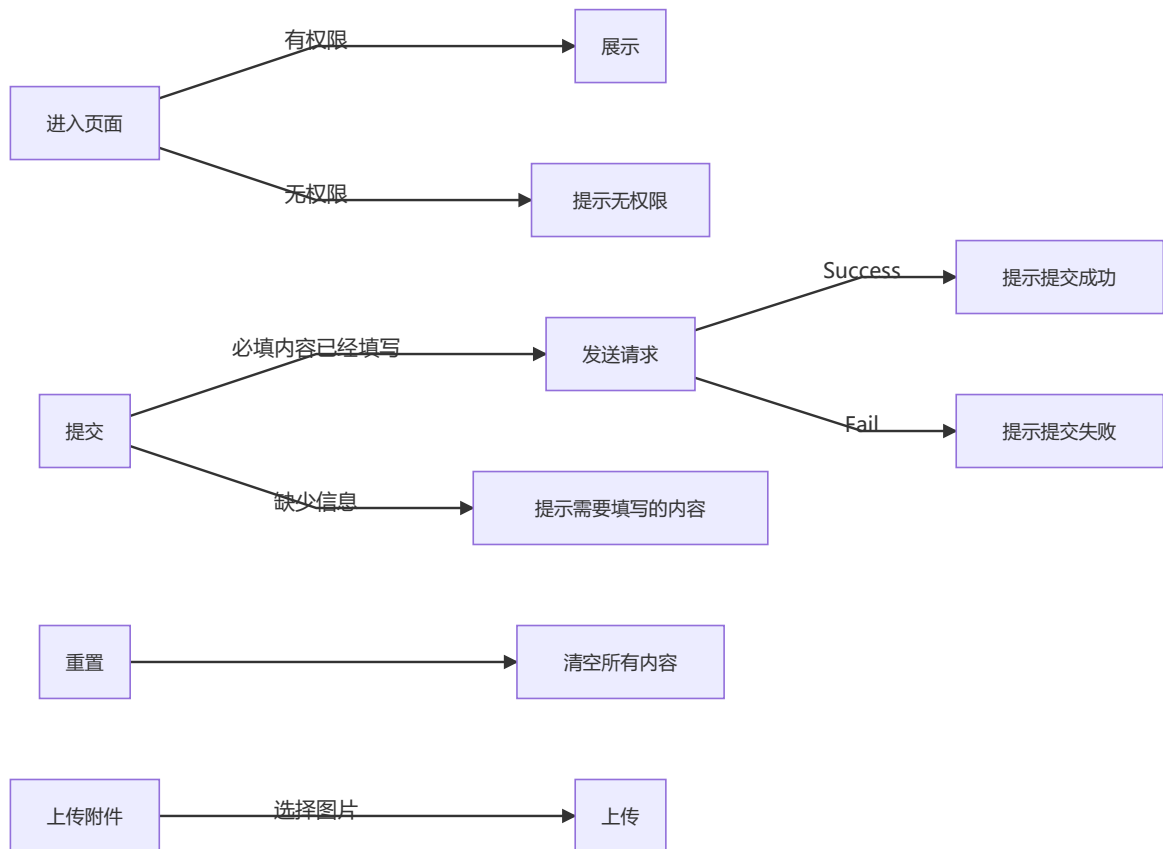 有权限
展示
进入页面
无权限
提示无权限
Success
提示提交成功
必填内容已经填写
发送请求
提交
Fail
提示提交失败
缺少信息
提示需要填写的内容
重置
清空所有内容
上传附件
选择图片
上传